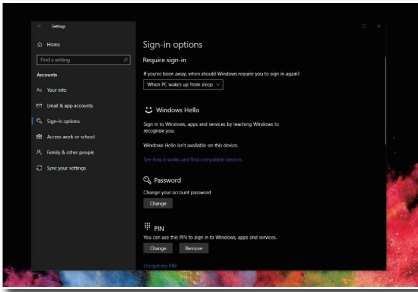 Settings
Home
Find a setting
Accounts
Your info
Email & app accounts
Sign-in options
Access work or school
Family & other people
Sync your settings
Sign-in options
Require sign-in
If you've been away, when should Windows require you to sign in again?
When PC wakes up from sleep
Windows Hello
Sign in to Windows, apps and services by teaching Windows to
recognise you.
Windows Hello isn't available on this device.
See how it works and find compatible devices.
Password
Change your account password
Change
PIN
You can use this PIN to sign in to Windows, apps and services.
Change Remove
I forgot my PIN